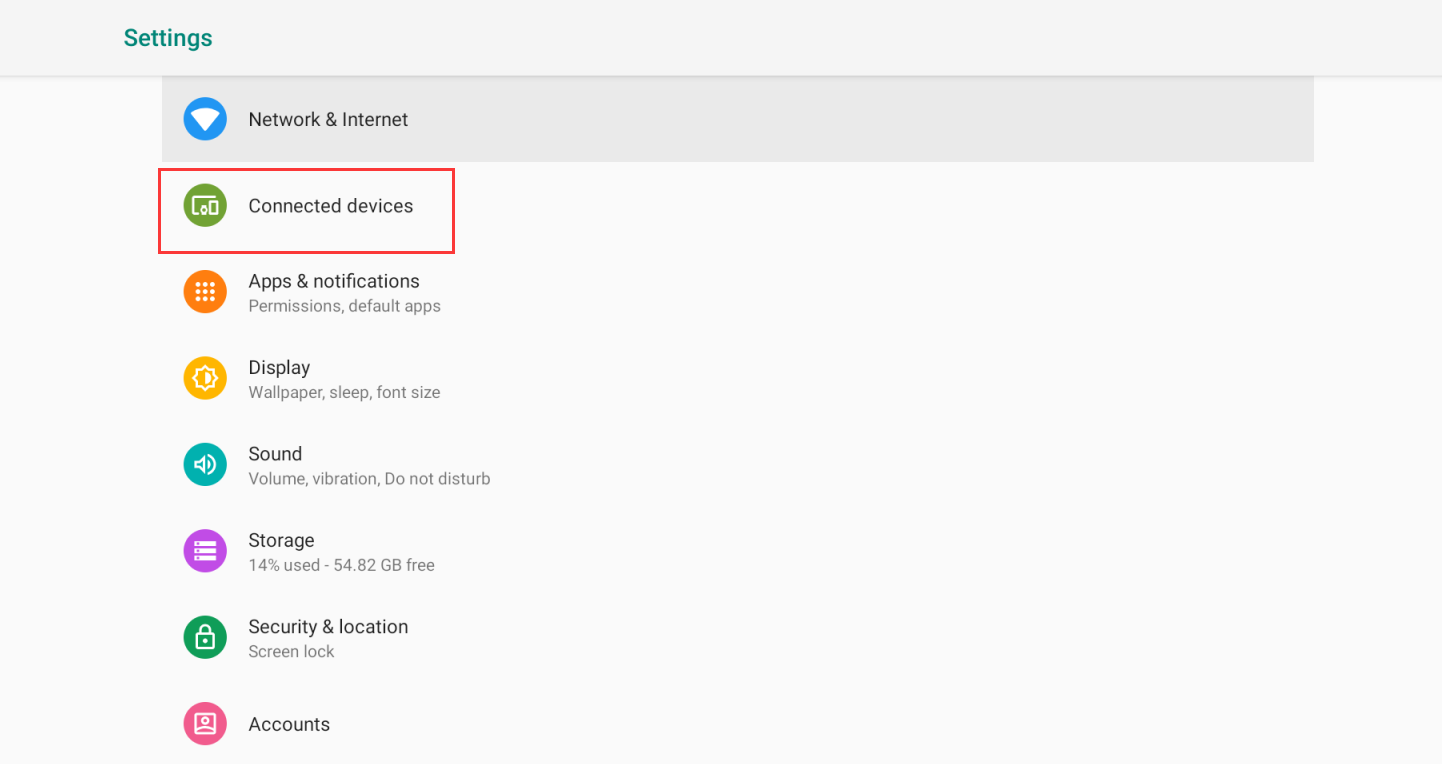 Settings
Network & Internet
Connected devices
Apps & notifications
Permissions, default apps
Display
Wallpaper, sleep, font size
Sound
Volume, vibration, Do not disturb
Storage
14% used - 54.82 GB free
Security & location
Screen lock
Accounts